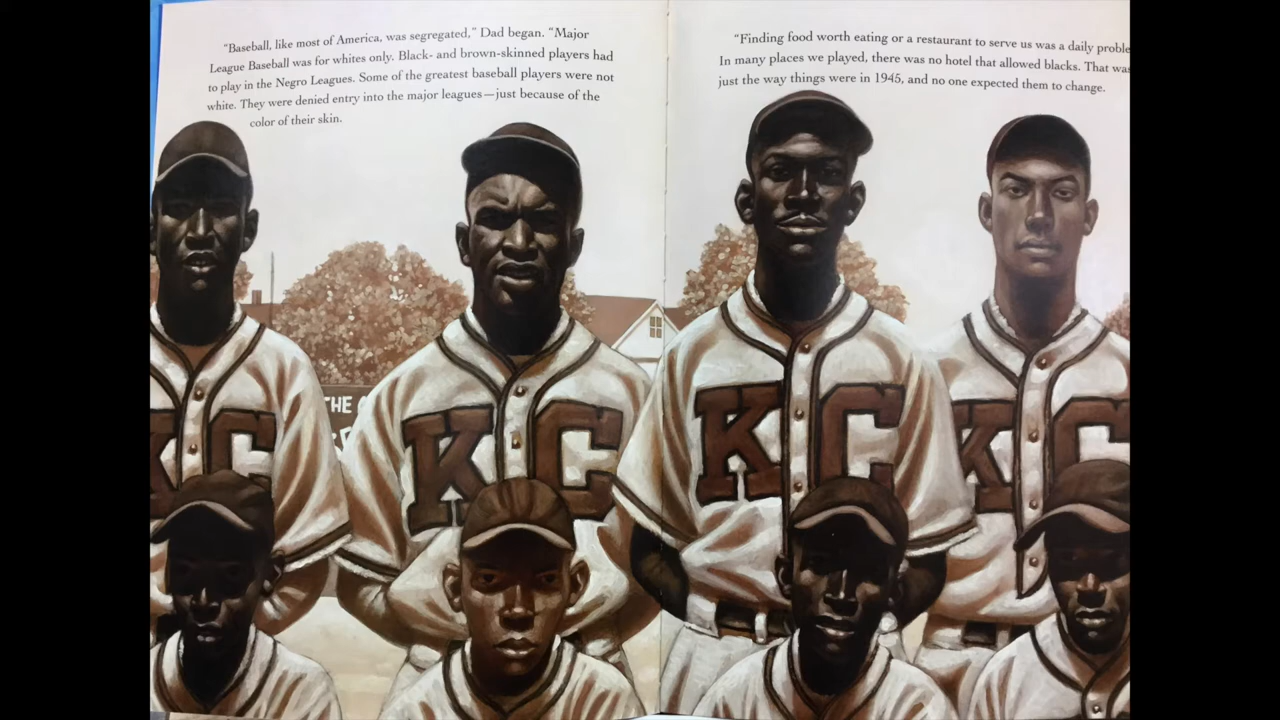 "Baseball, like most of America, was segregated," Dad began. "Major
League Baseball was for whites only. Black- and brown-skinned players had
to play in the Negro Leagues. Some of the greatest baseball players were not
white. They were denied entry into the major leagues—just because of the
color of their skin.
"Finding food worth eating or a restaurant to serve us was a daily proble
In many places we played, there was no hotel that allowed blacks. That was
just the way things were in 1945, and no one expected them to change.
THE
KC
KC
KC
KC